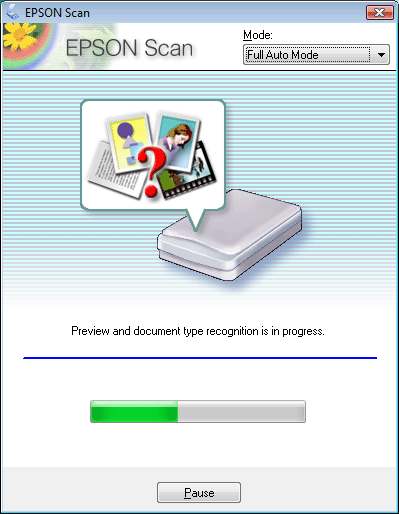 EPSON Scan
EPSON Scan
Mode:
Full Auto Mode
?
Preview and document type recognition is in progress.
Pause